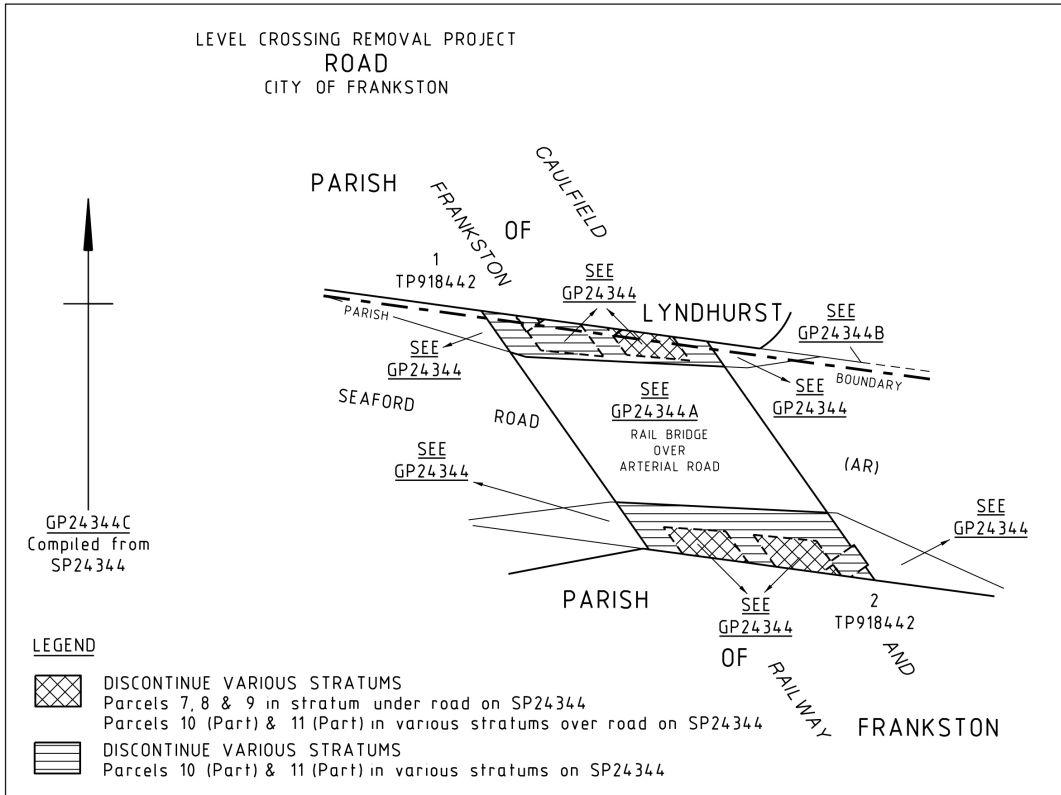 LEVEL CROSSING REMOVAL PROJECT
ROAD
CITY OF FRANKSTON
PARISH
FRANKSTON
OF
CAULFIELD
1
TP918442
SEE
GP24344
LYNDHURST
SEE
GP24344B
PARISH
BOUNDARY
SEE
GP24344
SEE
GP24344
SEAFORD
ROAD
SEE
GP24344A
RAIL BRIDGE
OVER
ARTERIAL ROAD
(AR)
SEE
GP24344
SEE
GP24344
GP24344C
Compiled from
SP24344
PARISH
SEE
GP24344
2
TP918442
OF
RAILWAY
AND
FRANKSTON
LEGEND
DISCONTINUE VARIOUS STRATUMS
Parcels 7, 8 & 9 in stratum under road on SP24344
Parcels 10 (Part) & 11 (Part) in various stratums over road on SP24344
DISCONTINUE VARIOUS STRATUMS
Parcels 10 (Part) & 11 (Part) in various stratums on SP24344